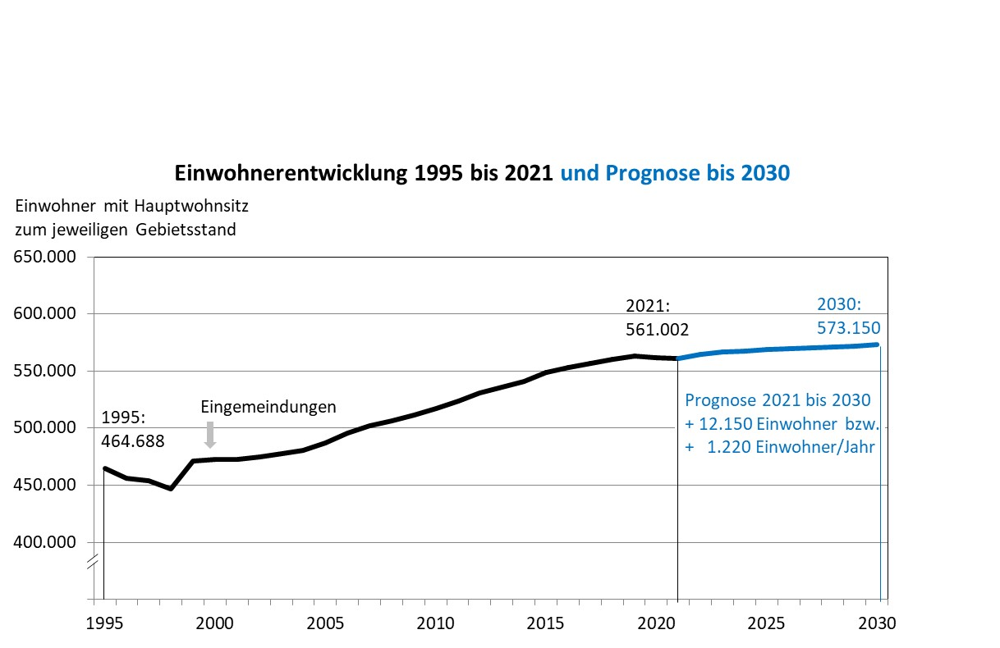 Einwohnerentwicklung 1995 bis 2021 und Prognose bis 2030
Einwohner mit Hauptwohnsitz
zum jeweiligen Gebietsstand
650.000
600.000
550.000
500.000
450.000
400.000
1995:
464.688
Eingemeindungen
2021:
561.002
2030:
573.150
Prognose 2021 bis 2030
+ 12.150 Einwohner bzw.
+ 1.220 Einwohner/Jahr
1995 2000 2005 2010 2015 2020 2025 2030